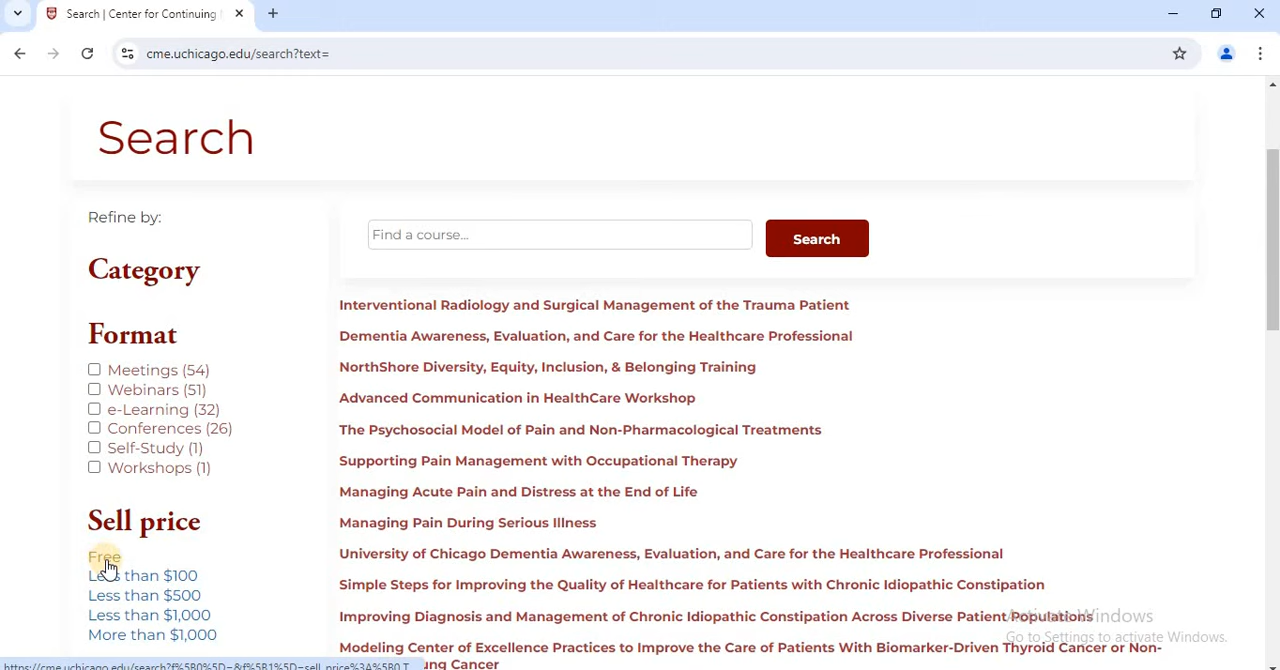 Search | Center for Continuing
cme.uchicago.edu/search?text=
Search
Refine by:
Category
Format
Meetings (54)
Webinars (51)
e-Learning (32)
Conferences (26)
Self-Study (1)
Workshops (1)
Sell price
Free
Less than $100
Less than $500
Less than $1,000
More than $1,000
Find a course...
Search
Interventional Radiology and Surgical Management of the Trauma Patient
Dementia Awareness, Evaluation, and Care for the Healthcare Professional
NorthShore Diversity, Equity, Inclusion, & Belonging Training
Advanced Communication in HealthCare Workshop
The Psychosocial Model of Pain and Non-Pharmacological Treatments
Supporting Pain Management with Occupational Therapy
Managing Acute Pain and Distress at the End of Life
Managing Pain During Serious Illness
University of Chicago Dementia Awareness, Evaluation, and Care for the Healthcare Professional
Simple Steps for Improving the Quality of Healthcare for Patients with Chronic Idiopathic Constipation
Improving Diagnosis and Management of Chronic Idiopathic Constipation Across Diverse Patient Populations
Modeling Center of Excellence Practices to Improve the Care of Patients With Biomarker-Driven Thyroid Cancer or Non-
ung Cancer
Activate Windows
Go to Settings to activate Windows.